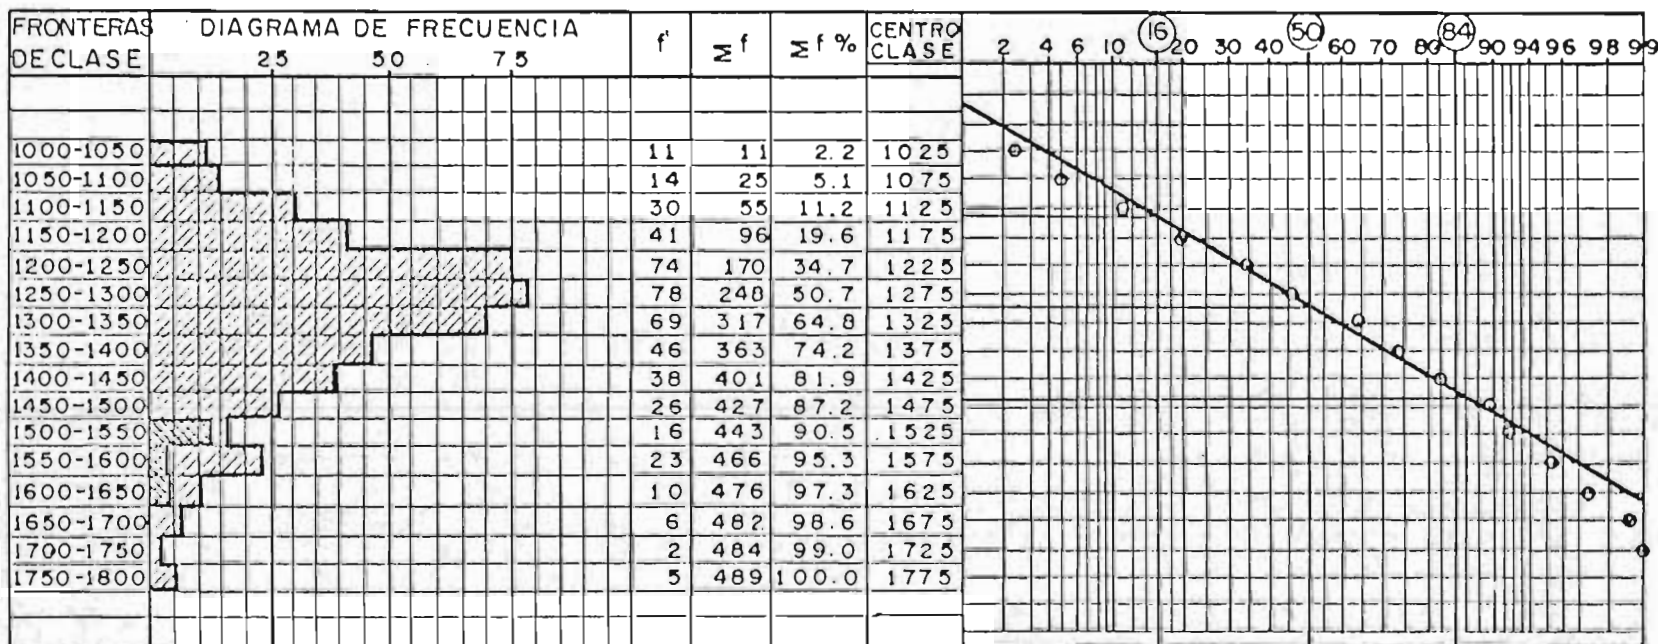 FRONTERAS DE CLASE DIAGRAMA DE FRECUENCIA f' Σf Σf% CENTRO CLASE
25 50 75
2 4 6 10 16 20 30 40 50 60 70 80 84 90 94 96 98 99
1000-1050 11 11 2.2 1025
1050-1100 14 25 5.1 1075
1100-1150 30 55 11.2 1125
1150-1200 41 96 19.6 1175
1200-1250 74 170 34.7 1225
1250-1300 78 248 50.7 1275
1300-1350 69 317 64.8 1325
1350-1400 46 363 74.2 1375
1400-1450 38 401 81.9 1425
1450-1500 26 427 87.2 1475
1500-1550 16 443 90.5 1525
1550-1600 23 466 95.3 1575
1600-1650 10 476 97.3 1625
1650-1700 6 482 98.6 1675
1700-1750 2 484 99.0 1725
1750-1800 5 489 100.0 1775